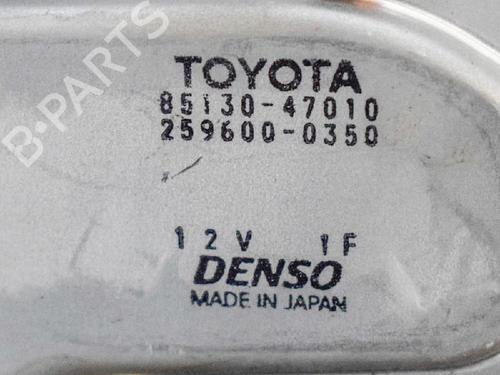 B-PARTS
TOYOTA
85130-47010
259600-0350
12V 1F
DENSO
MADE IN JAPAN